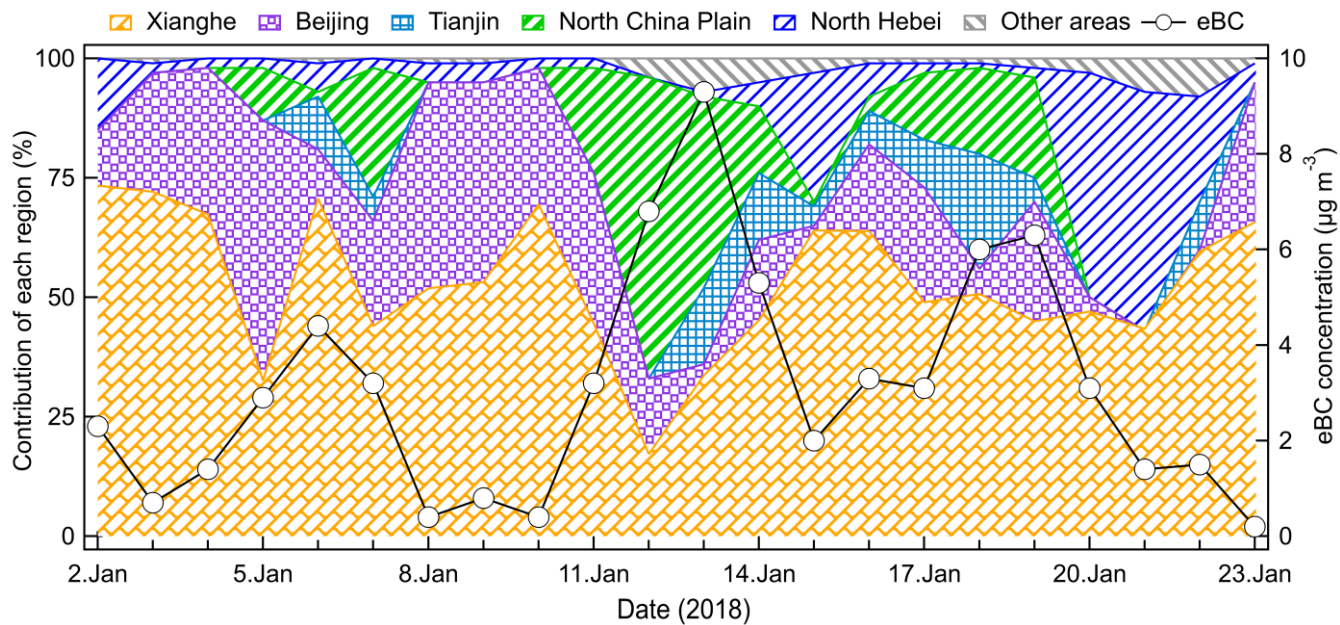 Xianghe Beijing Tianjin North China Plain North Hebei Other areas eBC
Contribution of each region (%)
100
75
50
25
0
10
8
6
4
2
0
eBC concentration (ug m⁻³)
2.Jan 5.Jan 8.Jan 11.Jan 14.Jan 17.Jan 20.Jan 23.Jan
Date (2018)